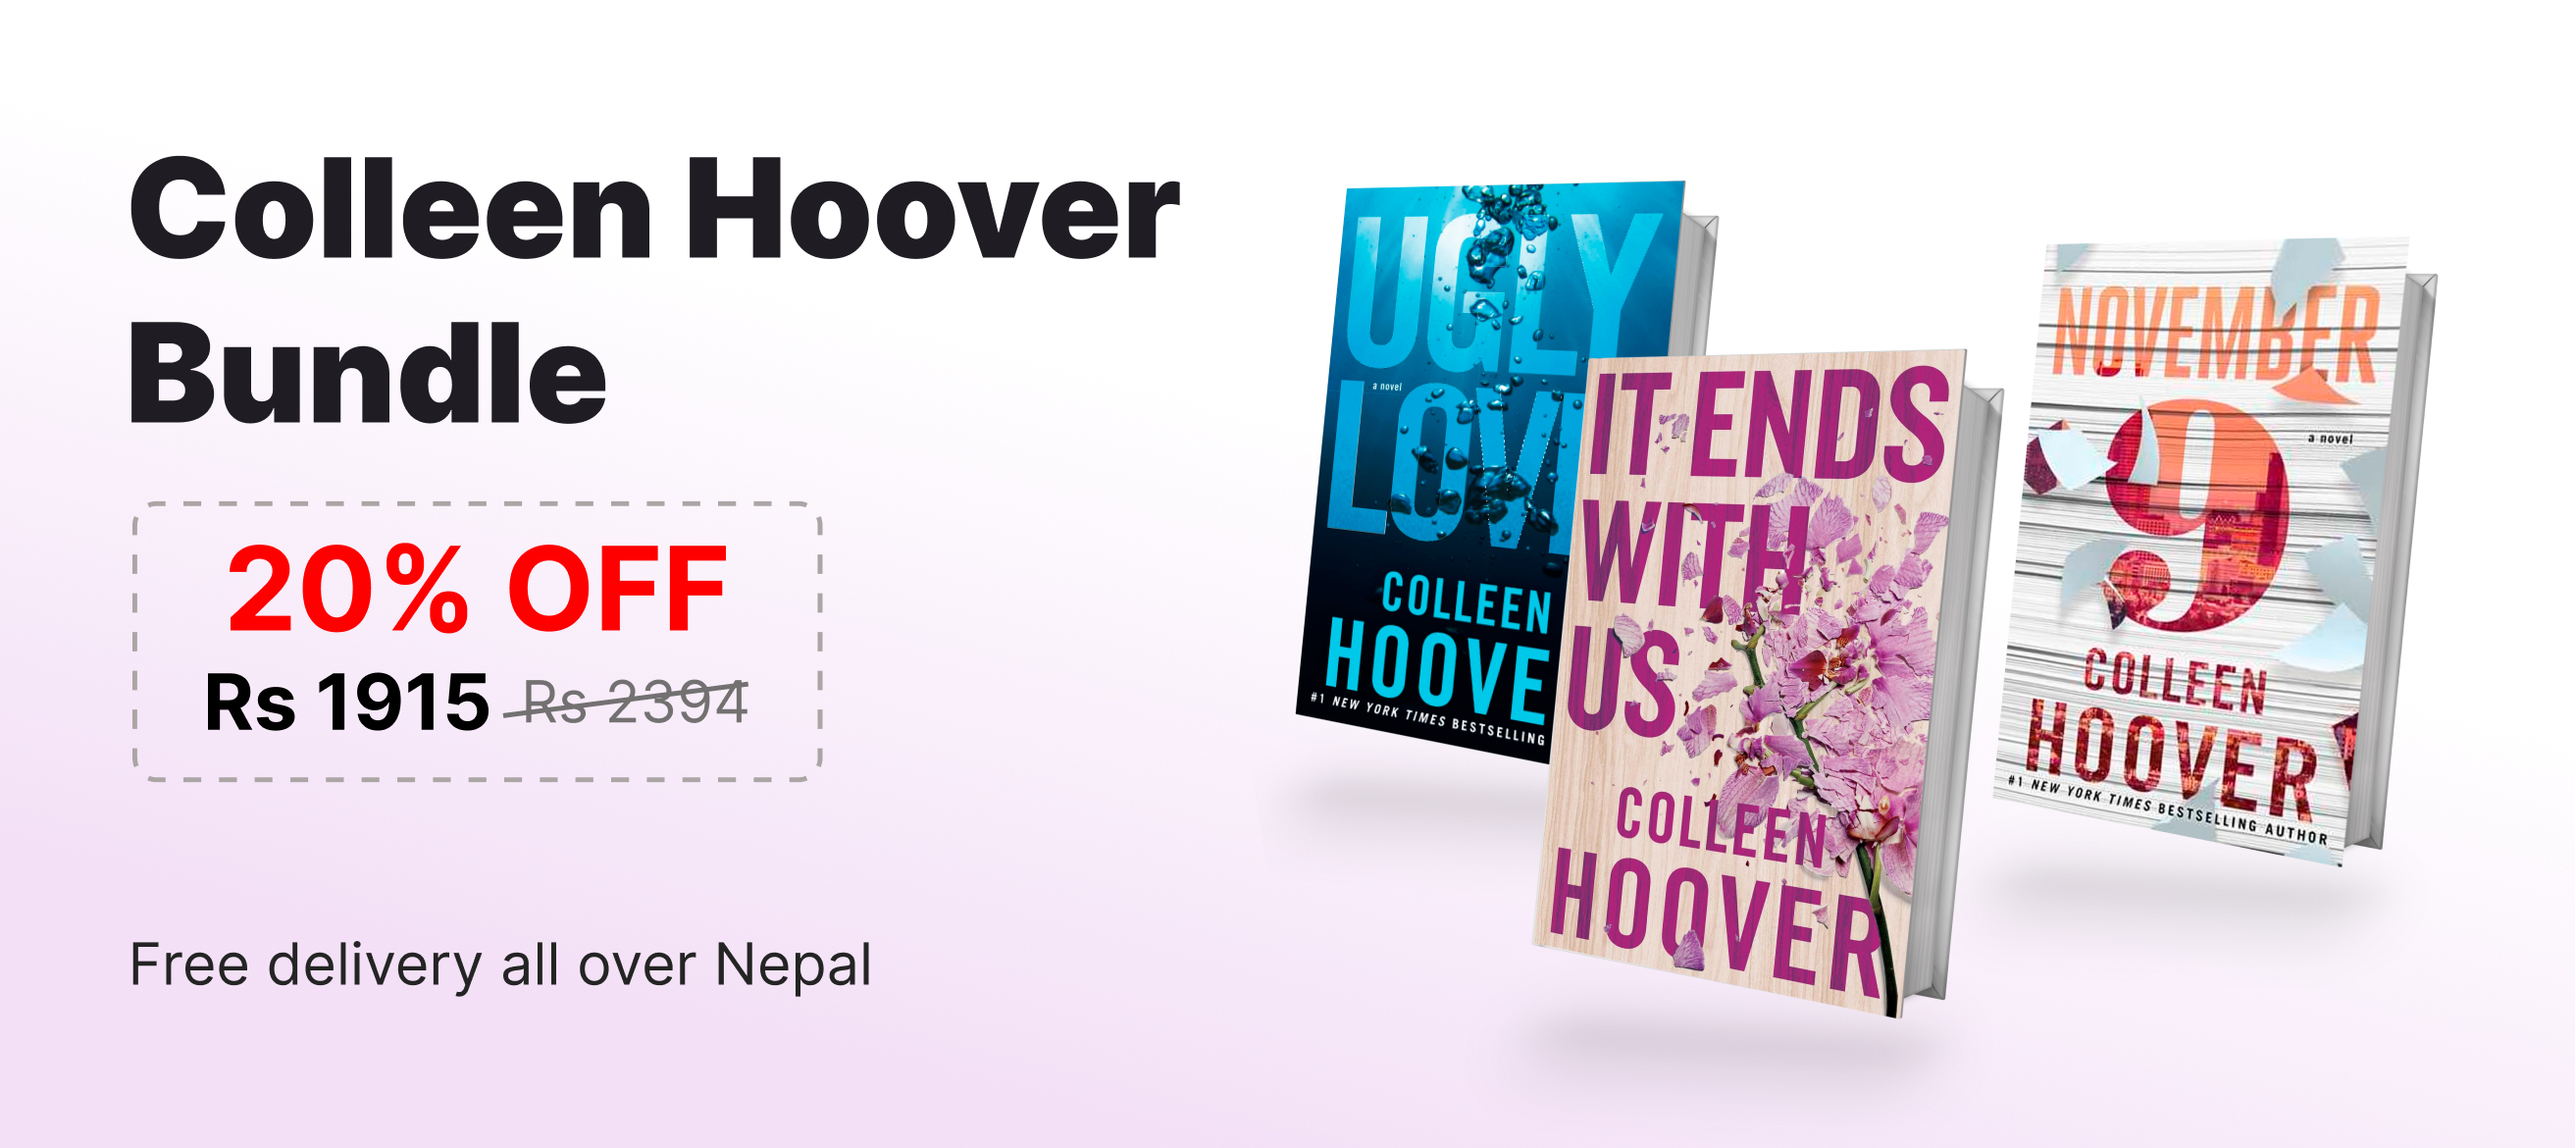 Colleen Hoover
Bundle
20% OFF
Rs 1915 Rs 2394
Free delivery all over Nepal
UGLY
a novel
LOVE
COLLEEN
HOOVE
#1 NEW YORK TIMES BESTSELLING
IT ENDS
WITH
US
COLLEEN
HOOVER
NOVEMBER
9
a novel
COLLEEN
HOOVER
#1 NEW YORK TIMES BESTSELLING AUTHOR